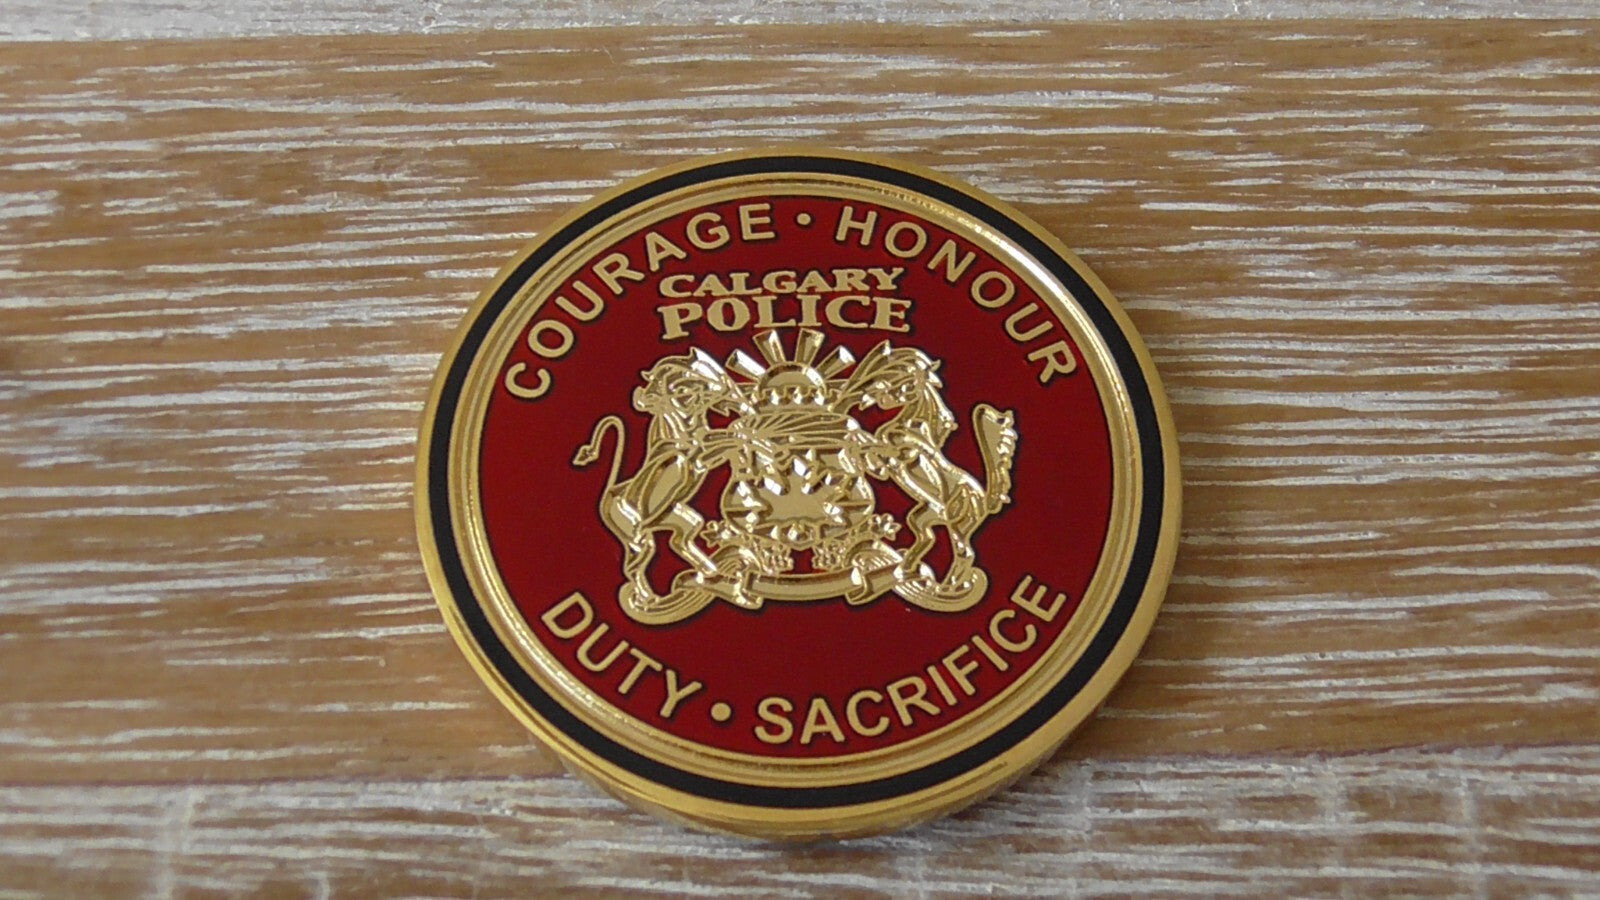 COURAGE • HONOUR
CALGARY
POLICE
DUTY • SACRIFICE